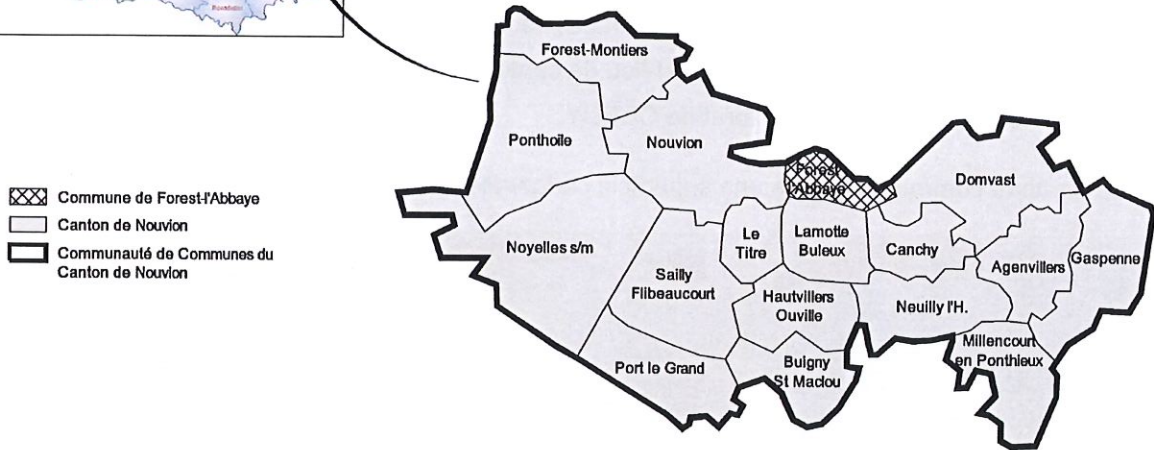 Forest-Montiers
Ponthoile
Nouvion
Forest
l'Abbaye
Domvast
Commune de Forest-l'Abbaye
Canton de Nouvion
Communauté de Communes du
Canton de Nouvion
Noyelles s/m
Le
Titre
Lamotte
Buleux
Canchy
Agenvillers
Gaspenne
Sailly
Flibeaucourt
Hautvillers
Ouville
Neuilly l'H.
Port le Grand
Buigny
St Maclou
Millencourt
en Ponthieux